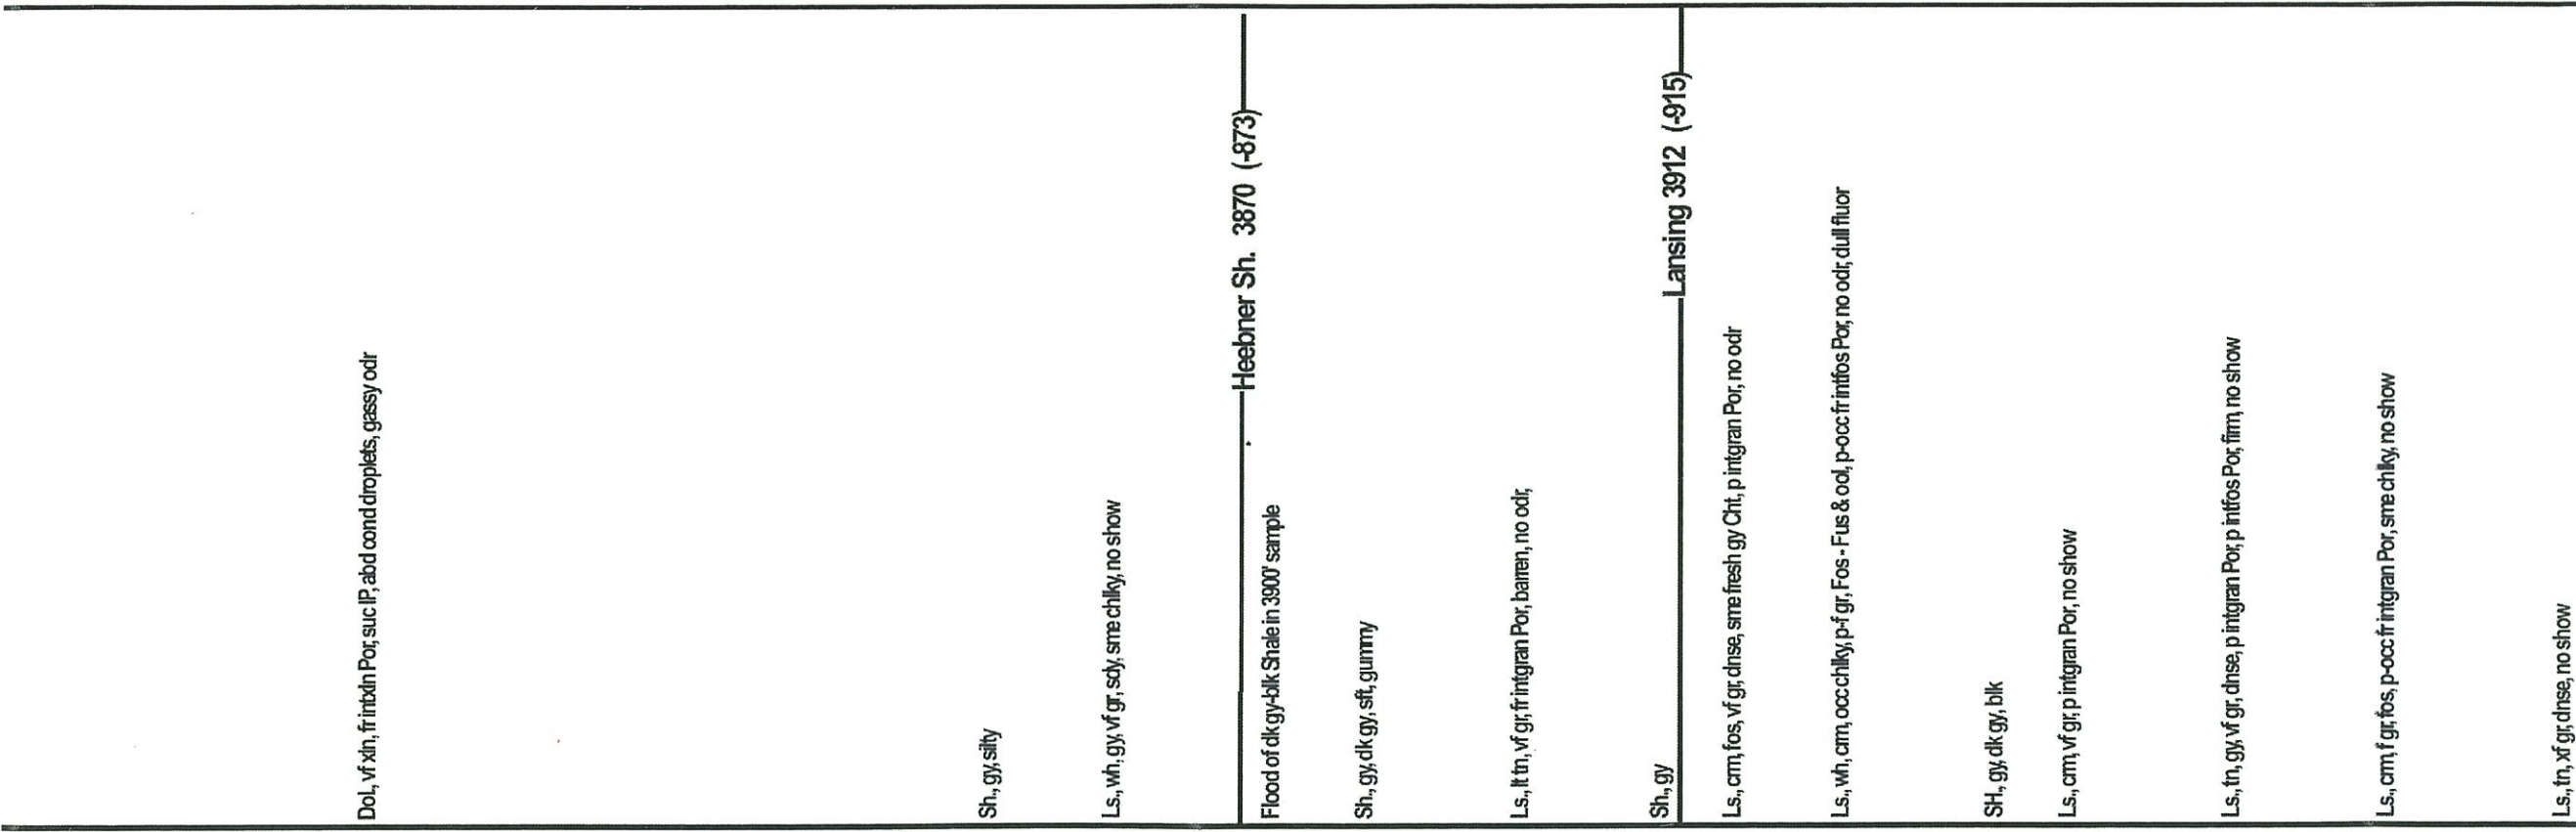 Dol., vf xln, fr intxln Por, suc IP, abd cond droplets, gassy odr
Sh., gy, silty
Ls., wh, gy, vf gr, sdy, sme chlky, no show
Heebner Sh. 3870 (-873)
Flood of dk gy-blk Shale in 3900' sample
Sh., gy, dk gy, sft, gummy
Ls., lt tn, vf gr, fr intgran Por, barren, no odr,
Sh., gy
Lansing 3912 (-915)
Ls., crm, fos, vf gr, dnse, sme fresh gy Cht, p intgran Por, no odr
Ls., wh, crm, occ chlky, p-f gr, Fos - Fus & ool, p-occ fr intfos Por, no odr, dull fluor
SH., gy, dk gy, blk
Ls., crm, vf gr, p intgran Por, no show
Ls., tn, gy, vf gr, dnse, p intgran Por, p intfos Por, firm, no show
Ls., crm, f gr, fos, p-occ fr intgran Por, sme chlky, no show
Ls., tn, xf gr, dnse, no show